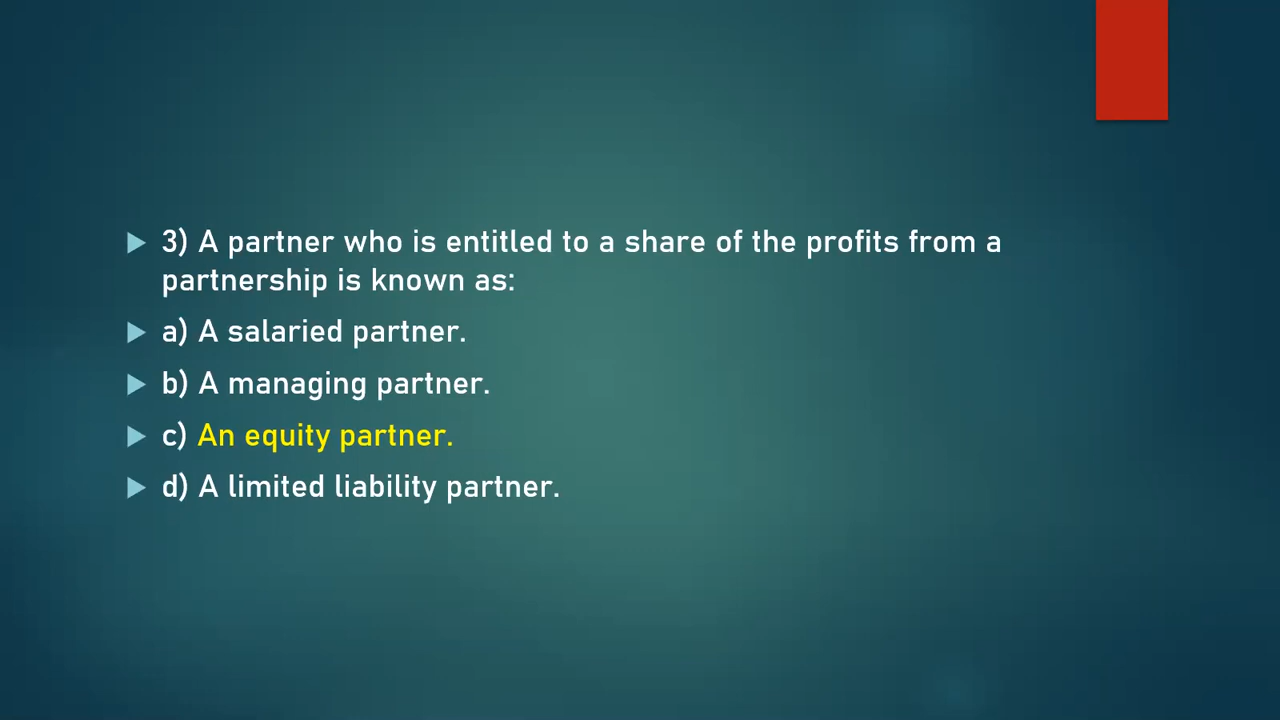 3) A partner who is entitled to a share of the profits from a
partnership is known as:
a) A salaried partner.
b) A managing partner.
c) An equity partner.
d) A limited liability partner.